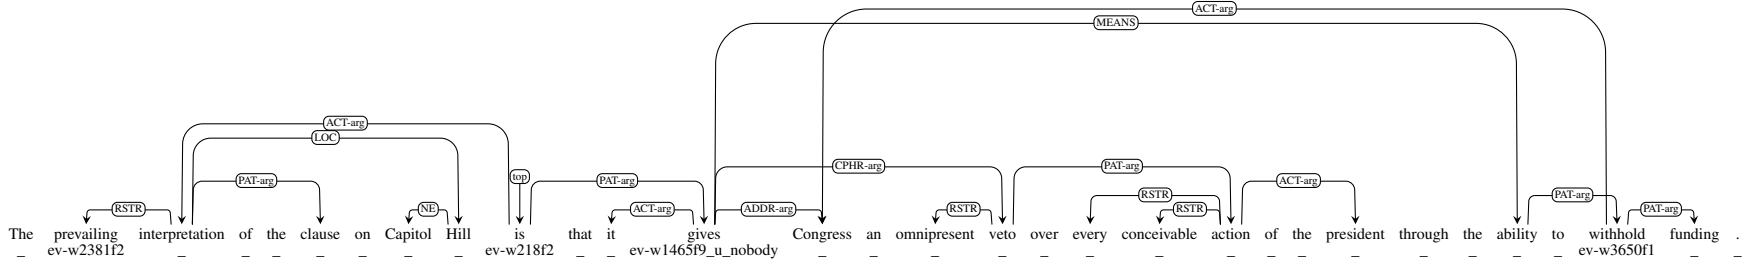 ACT-arg
MEANS
ACT-arg
LOC
CPHR-arg PAT-arg
top
PAT-arg PAT-arg ACT-arg
RSTR PAT-arg
RSTR NE ACT-arg ADDR-arg RSTR RSTR PAT-arg
The prevailing interpretation of the clause on Capitol Hill is that it gives Congress an omnipresent veto over every conceivable action of the president through the ability to withhold funding .
_ ev-w2381f2 _ _ _ _ _ _ _ ev-w218f2 _ _ ev-w1465f9_u_nobody _ _ _ _ _ _ _ _ _ _ _ _ _ _ _ ev-w3650f1 _ _